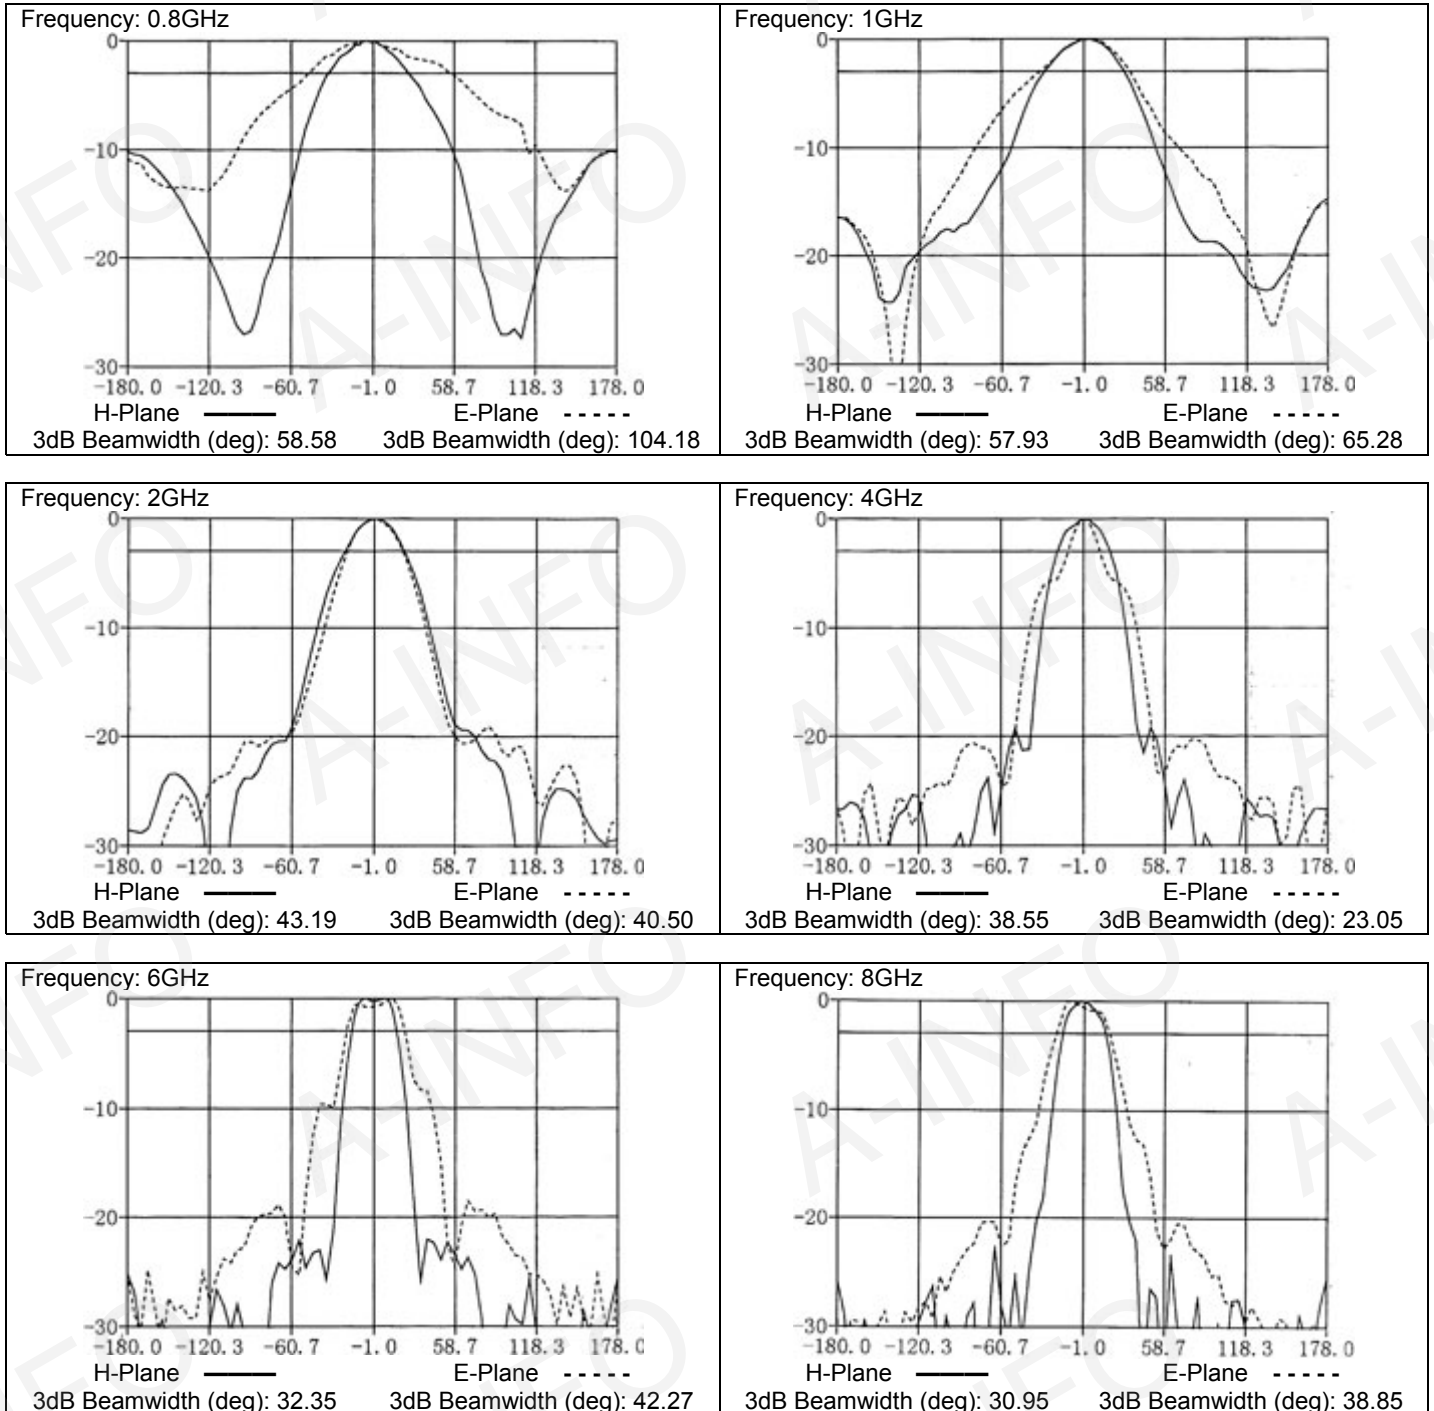 Frequency: 0.8GHz
0
-10
-20
-30
-180. 0 -120. 3 -60. 7 -1. 0 58. 7 118. 3 178. 0
H-Plane E-Plane
3dB Beamwidth (deg): 58.58 3dB Beamwidth (deg): 104.18
Frequency: 1GHz
0
-10
-20
-30
-180. 0 -120. 3 -60. 7 -1. 0 58. 7 118. 3 178. 0
H-Plane E-Plane
3dB Beamwidth (deg): 57.93 3dB Beamwidth (deg): 65.28
Frequency: 2GHz
0
-10
-20
-30
-180. 0 -120. 3 -60. 7 -1. 0 58. 7 118. 3 178. 0
H-Plane E-Plane
3dB Beamwidth (deg): 43.19 3dB Beamwidth (deg): 40.50
Frequency: 4GHz
0
-10
-20
-30
-180. 0 -120. 3 -60. 7 -1. 0 58. 7 118. 3 178. 0
H-Plane E-Plane
3dB Beamwidth (deg): 38.55 3dB Beamwidth (deg): 23.05
Frequency: 6GHz
0
-10
-20
-30
-180. 0 -120. 3 -60. 7 -1. 0 58. 7 118. 3 178. 0
H-Plane E-Plane
3dB Beamwidth (deg): 32.35 3dB Beamwidth (deg): 42.27
Frequency: 8GHz
0
-10
-20
-30
-180. 0 -120. 3 -60. 7 -1. 0 58. 7 118. 3 178. 0
H-Plane E-Plane
3dB Beamwidth (deg): 30.95 3dB Beamwidth (deg): 38.85
A-INFO
A-INFO
A-INFO
A-INFO
A-INFO
A-INFO